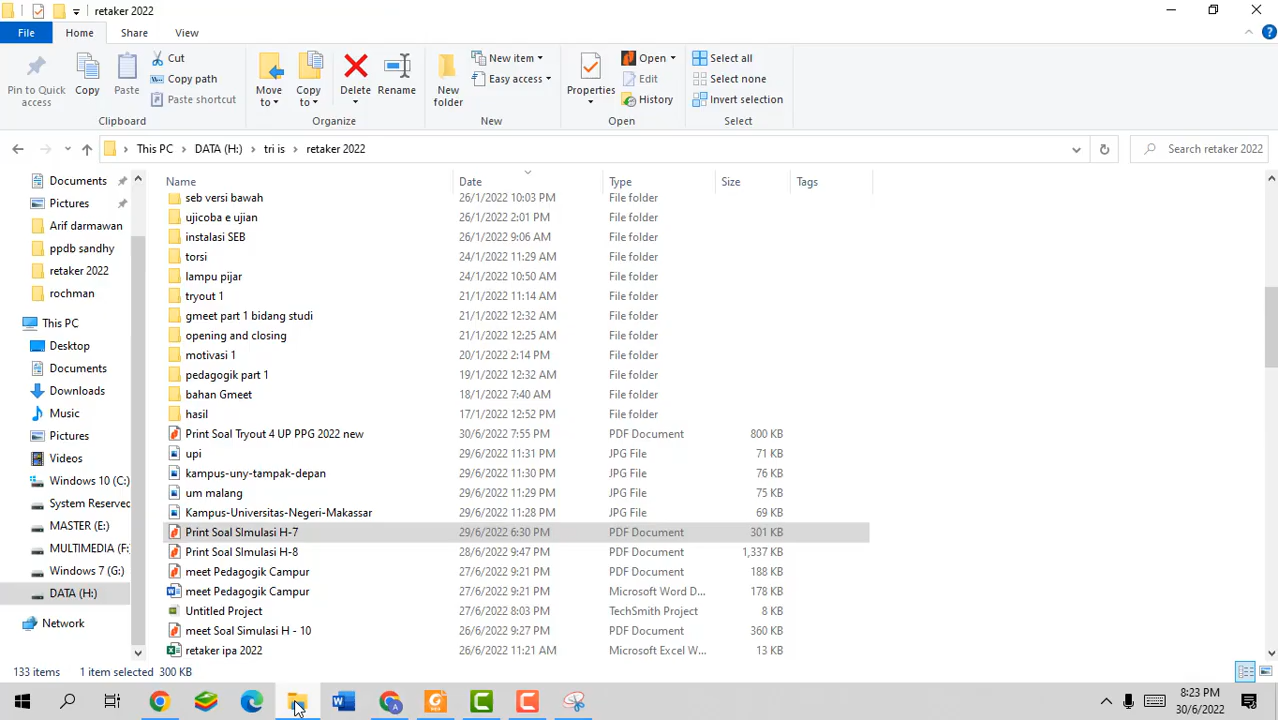 retaker 2022
File Home Share View
Pin to Quick access
Copy
Paste
Cut
Copy path
Paste shortcut
Clipboard
Move to
Copy to
Delete
Rename
Organize
New folder
New item
Easy access
New
Properties
Open
Edit
History
Open
Select all
Select none
Invert selection
Select
This PC › DATA (H:) › tri is › retaker 2022
Search retaker 2022
Documents
Pictures
Arif darmawan
ppdb sandhy
retaker 2022
rochman
This PC
Desktop
Documents
Downloads
Music
Pictures
Videos
Windows 10 (C:)
System Reserved
MASTER (E:)
MULTIMEDIA (F:
Windows 7 (G:)
DATA (H:)
Network
Name Date Type Size Tags
seb versi bawah 26/1/2022 10:03 PM File folder
ujicoba e ujian 26/1/2022 2:01 PM File folder
instalasi SEB 26/1/2022 9:06 AM File folder
torsi 24/1/2022 11:29 AM File folder
lampu pijar 24/1/2022 10:50 AM File folder
tryout 1 21/1/2022 11:14 AM File folder
gmeet part 1 bidang studi 21/1/2022 12:32 AM File folder
opening and closing 21/1/2022 12:25 AM File folder
motivasi 1 20/1/2022 2:14 PM File folder
pedagogik part 1 19/1/2022 12:32 AM File folder
bahan Gmeet 18/1/2022 7:40 AM File folder
hasil 17/1/2022 12:52 PM File folder
Print Soal Tryout 4 UP PPG 2022 new 30/6/2022 7:55 PM PDF Document 800 KB
upi 29/6/2022 11:31 PM JPG File 71 KB
kampus-uny-tampak-depan 29/6/2022 11:30 PM JPG File 76 KB
um malang 29/6/2022 11:29 PM JPG File 75 KB
Kampus-Universitas-Negeri-Makassar 29/6/2022 11:28 PM JPG File 69 KB
Print Soal SImulasi H-7 29/6/2022 6:30 PM PDF Document 301 KB
Print Soal SImulasi H-8 28/6/2022 9:47 PM PDF Document 1,337 KB
meet Pedagogik Campur 27/6/2022 9:21 PM PDF Document 188 KB
meet Pedagogik Campur 27/6/2022 9:21 PM Microsoft Word D... 178 KB
Untitled Project 27/6/2022 8:03 PM TechSmith Project 8 KB
meet Soal Simulasi H - 10 26/6/2022 9:27 PM PDF Document 360 KB
retaker ipa 2022 26/6/2022 11:21 AM Microsoft Excel W... 13 KB
133 items 1 item selected 300 KB
8:23 PM
30/6/2022